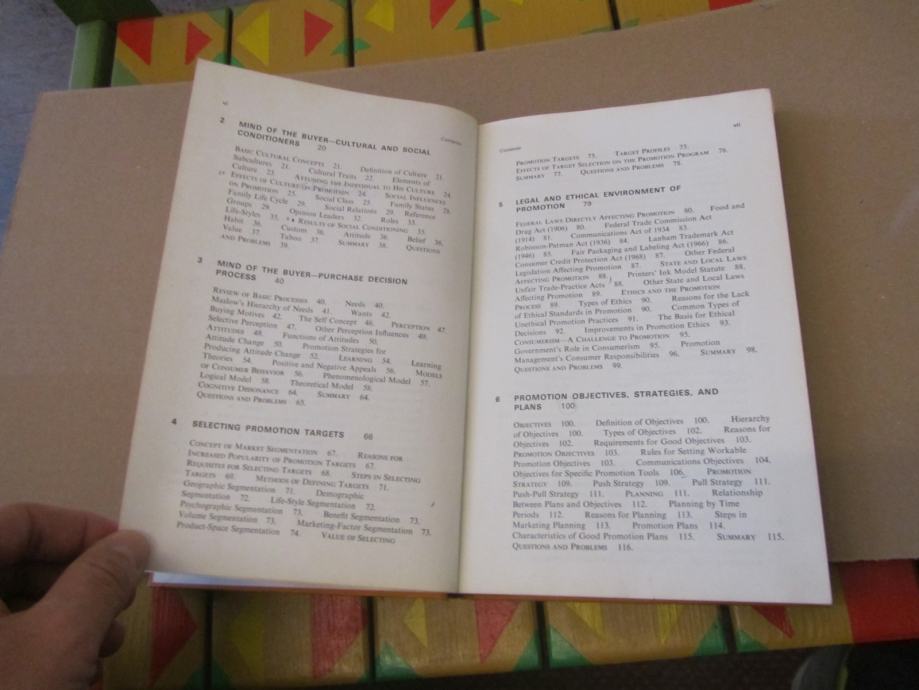 vi
Contents
2 MIND OF THE BUYER—CULTURAL AND SOCIAL
CONDITIONERS 20
BASIC CULTURAL CONCEPTS 21. Definition of Culture 21.
Subcultures 21. Cultural Traits 22. Elements of
Culture 23. ATTUNING THE INDIVIDUAL TO HIS CULTURE 24.
EFFECTS OF CULTURE ON PROMOTION 24. SOCIAL INFLUENCES
ON PROMOTION 25. Social Class 25. Family Status 28.
Family Life Cycle 29. Social Relations 29. Reference
Groups 29. Opinion Leaders 32. Roles 33.
Life-Styles 35. RESULTS OF SOCIAL CONDITIONING 35.
Habit 36. Custom 36. Attitude 36. Belief 36.
Value 37. Taboo 37. SUMMARY 38. QUESTIONS
AND PROBLEMS 39.
3 MIND OF THE BUYER—PURCHASE DECISION
PROCESS 40
REVIEW OF BASIC PROCESSES 40. Needs 40.
Maslow's Hierarchy of Needs 41. Wants 42.
Buying Motives 42. The Self Concept 46. PERCEPTION 47.
Selective Perception 47. Other Perception Influences 48.
ATTITUDES 48. Functions of Attitudes 50.
Attitude Change 50. Promotion Strategies for
Producing Attitude Change 52. LEARNING 54. Learning
Theories 54. Positive and Negative Appeals 56. MODELS
OF CONSUMER BEHAVIOR 56. Phenomenological Model 57.
Logical Model 58. Theoretical Model 58.
COGNITIVE DISSONANCE 64. SUMMARY 64.
QUESTIONS AND PROBLEMS 65.
4 SELECTING PROMOTION TARGETS 66
CONCEPT OF MARKET SEGMENTATION 67. REASONS FOR
INCREASED POPULARITY OF PROMOTION TARGETS 67.
REQUISITES FOR SELECTING TARGETS 68. STEPS IN SELECTING
TARGETS 69. METHODS OF DEFINING TARGETS 71.
Geographic Segmentation 71. Demographic
Segmentation 72. Life-Style Segmentation 72.
Psychographic Segmentation 73. Benefit Segmentation 73.
Volume Segmentation 73. Marketing-Factor Segmentation 73.
Product-Space Segmentation 74. VALUE OF SELECTING
Contents
vii
PROMOTION TARGETS 75. TARGET PROFILES 75.
EFFECTS OF TARGET SELECTION ON THE PROMOTION PROGRAM 76.
SUMMARY 77. QUESTIONS AND PROBLEMS 78.
5 LEGAL AND ETHICAL ENVIRONMENT OF
PROMOTION 79
FEDERAL LAWS DIRECTLY AFFECTING PROMOTION 80. Food and
Drug Act (1906) 80. Federal Trade Commission Act
(1914) 81. Communications Act of 1934 83.
Robinson-Patman Act (1936) 84. Lanham Trademark Act
(1946) 85. Fair Packaging and Labeling Act (1966) 86.
Consumer Credit Protection Act (1968) 87. Other Federal
Legislation Affecting Promotion 87. STATE AND LOCAL LAWS
AFFECTING PROMOTION 88. Printers' Ink Model Statute 88.
Unfair Trade-Practice Acts 88. Other State and Local Laws
Affecting Promotion 89. ETHICS AND THE PROMOTION
PROCESS 89. Types of Ethics 90. Reasons for the Lack
of Ethical Standards in Promotion 90. Common Types of
Unethical Promotion Practices 91. The Basis for Ethical
Decisions 92. Improvements in Promotion Ethics 93.
CONSUMERISM—A CHALLENGE TO PROMOTION 95.
Government's Role in Consumerism 95. Promotion
Management's Consumer Responsibilities 96. SUMMARY 98.
QUESTIONS AND PROBLEMS 99.
6 PROMOTION OBJECTIVES, STRATEGIES, AND
PLANS 100
OBJECTIVES 100. Definition of Objectives 100. Hierarchy
of Objectives 100. Types of Objectives 102. Reasons for
Objectives 102. Requirements for Good Objectives 103.
PROMOTION OBJECTIVES 103. Rules for Setting Workable
Promotion Objectives 103. Communications Objectives 104.
Objectives for Specific Promotion Tools 106. PROMOTION
STRATEGY 109. Push Strategy 109. Pull Strategy 111.
Push-Pull Strategy 111. PLANNING 111. Relationship
Between Plans and Objectives 112. Planning by Time
Periods 112. Reasons for Planning 113. Steps in
Marketing Planning 113. Promotion Plans 114.
Characteristics of Good Promotion Plans 115. SUMMARY 115.
QUESTIONS AND PROBLEMS 116.